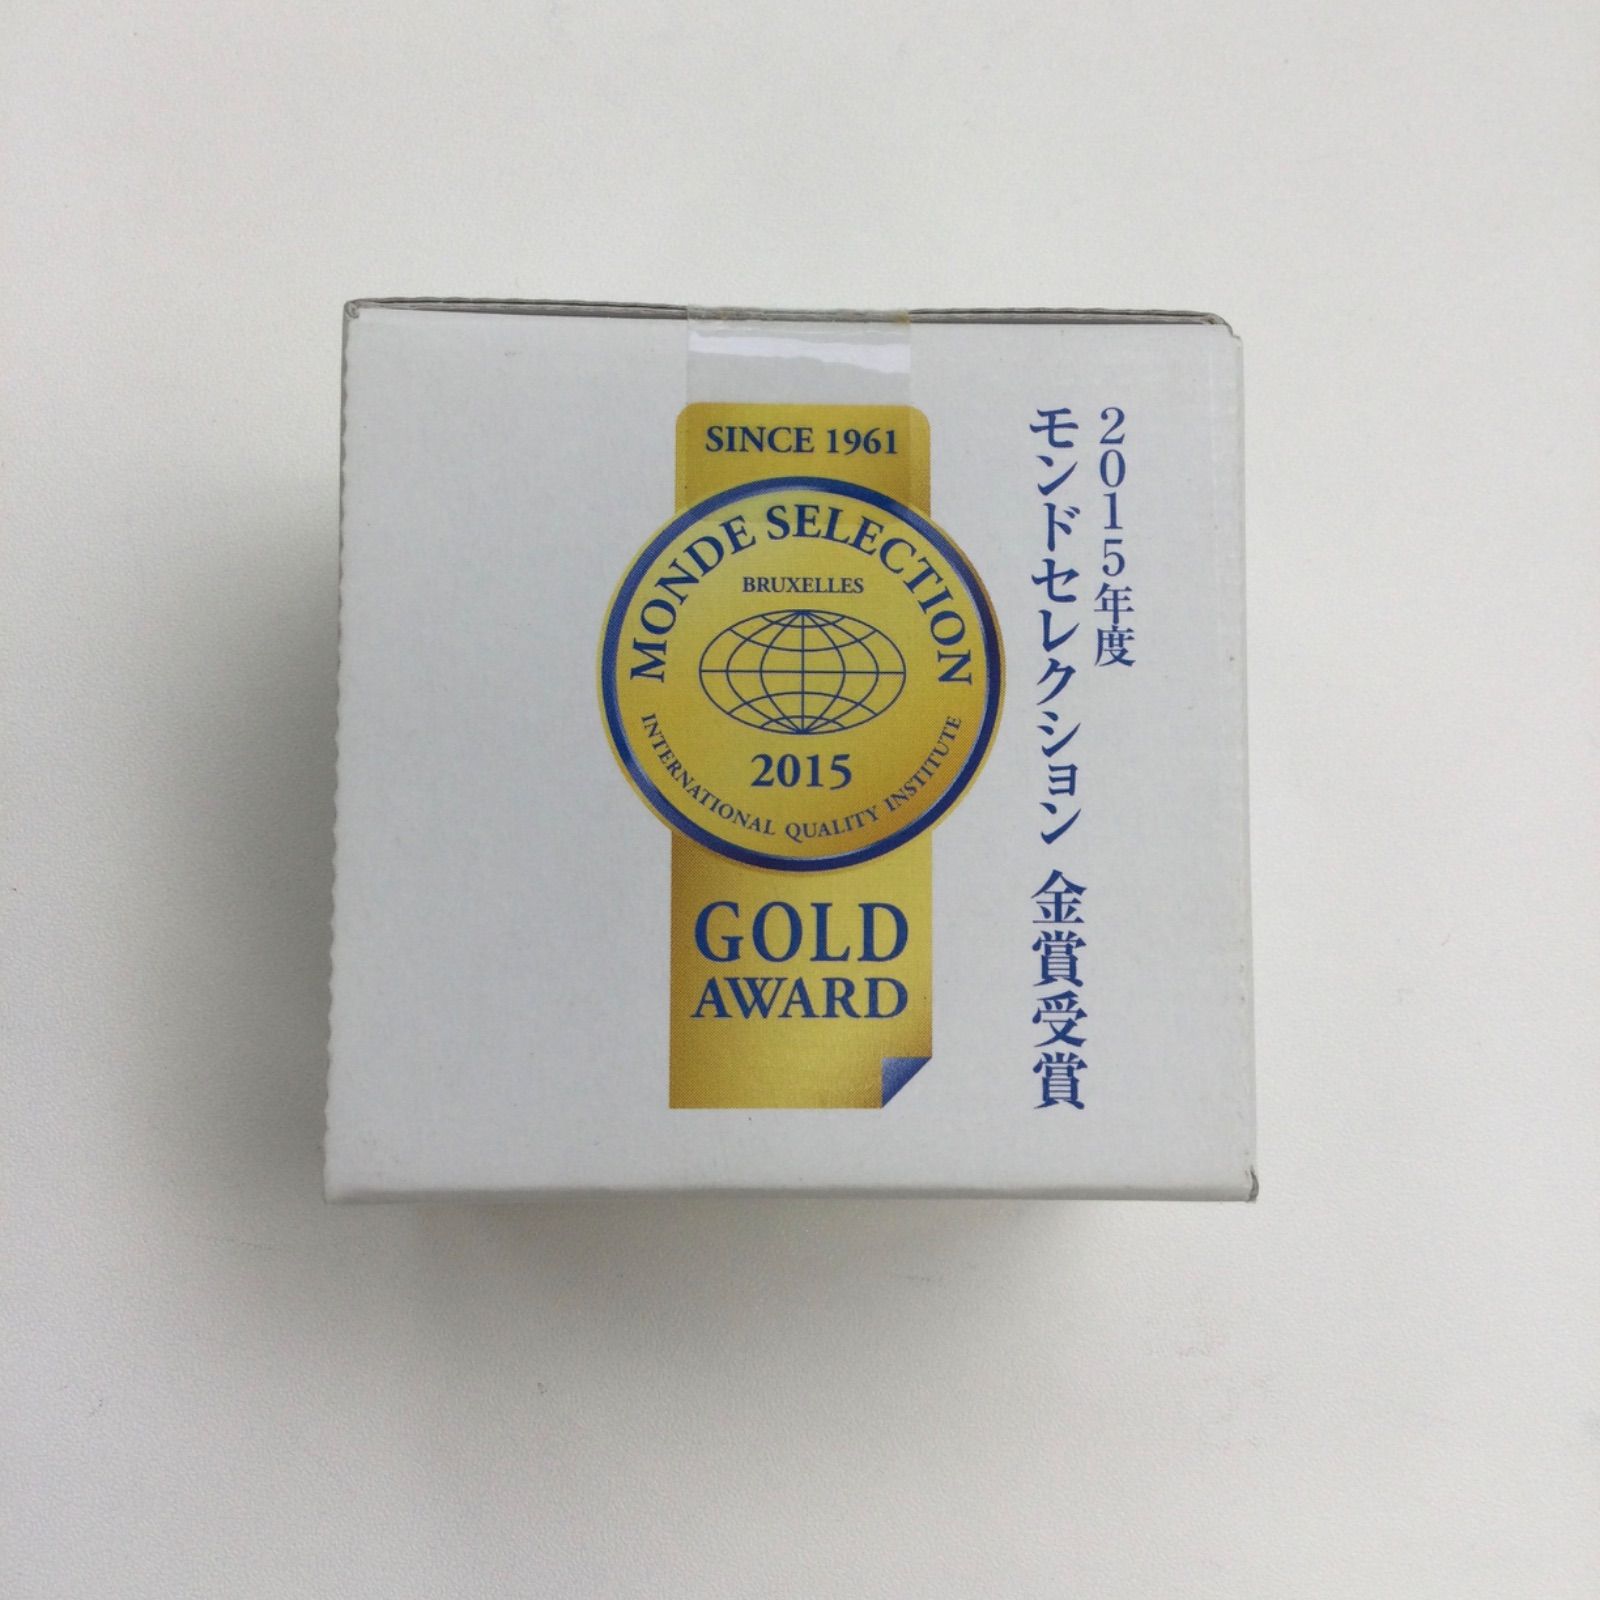 SINCE 1961
MONDE SELECTION
BRUXELLES
2015
INTERNATIONAL QUALITY INSTITUTE
GOLD
AWARD
2015年度
モンドセレクション 金賞受賞